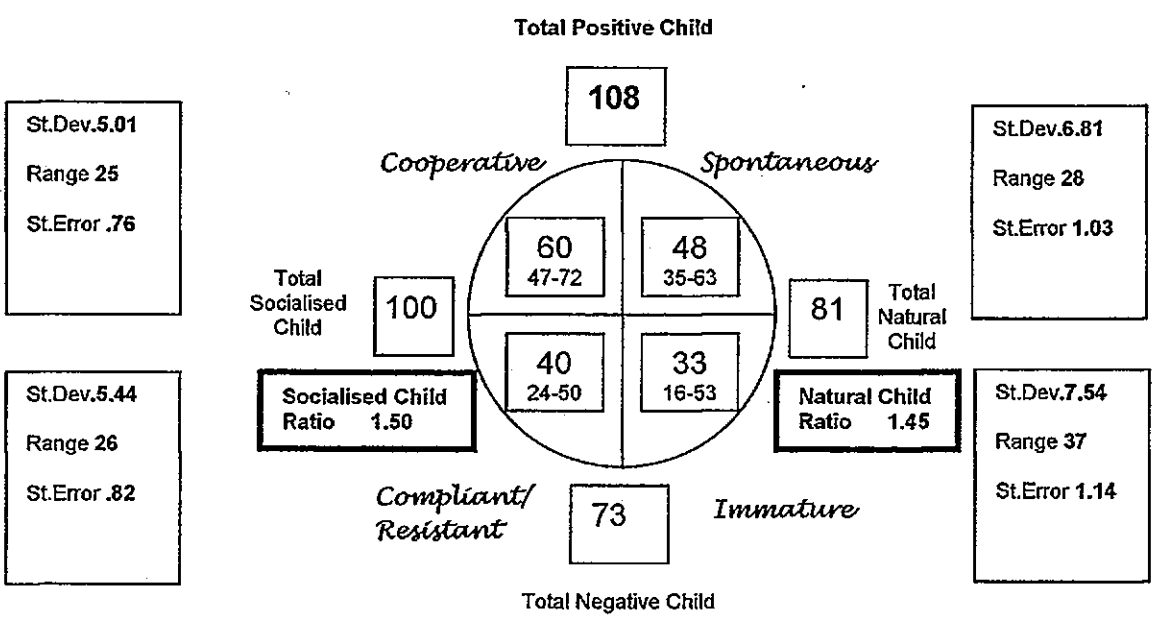 Total Positive Child
108
St.Dev.5.01
Range 25
St.Error .76
St.Dev.6.81
Range 28
St.Error 1.03
Cooperative
Spontaneous
60
47-72
48
35-63
Total
Socialised
Child
100
81
Total
Natural
Child
40
24-50
33
16-53
St.Dev.5.44
Range 26
St.Error .82
Socialised Child
Ratio 1.50
Natural Child
Ratio 1.45
St.Dev.7.54
Range 37
St.Error 1.14
Compliant/
Resistant
73
Immature
Total Negative Child